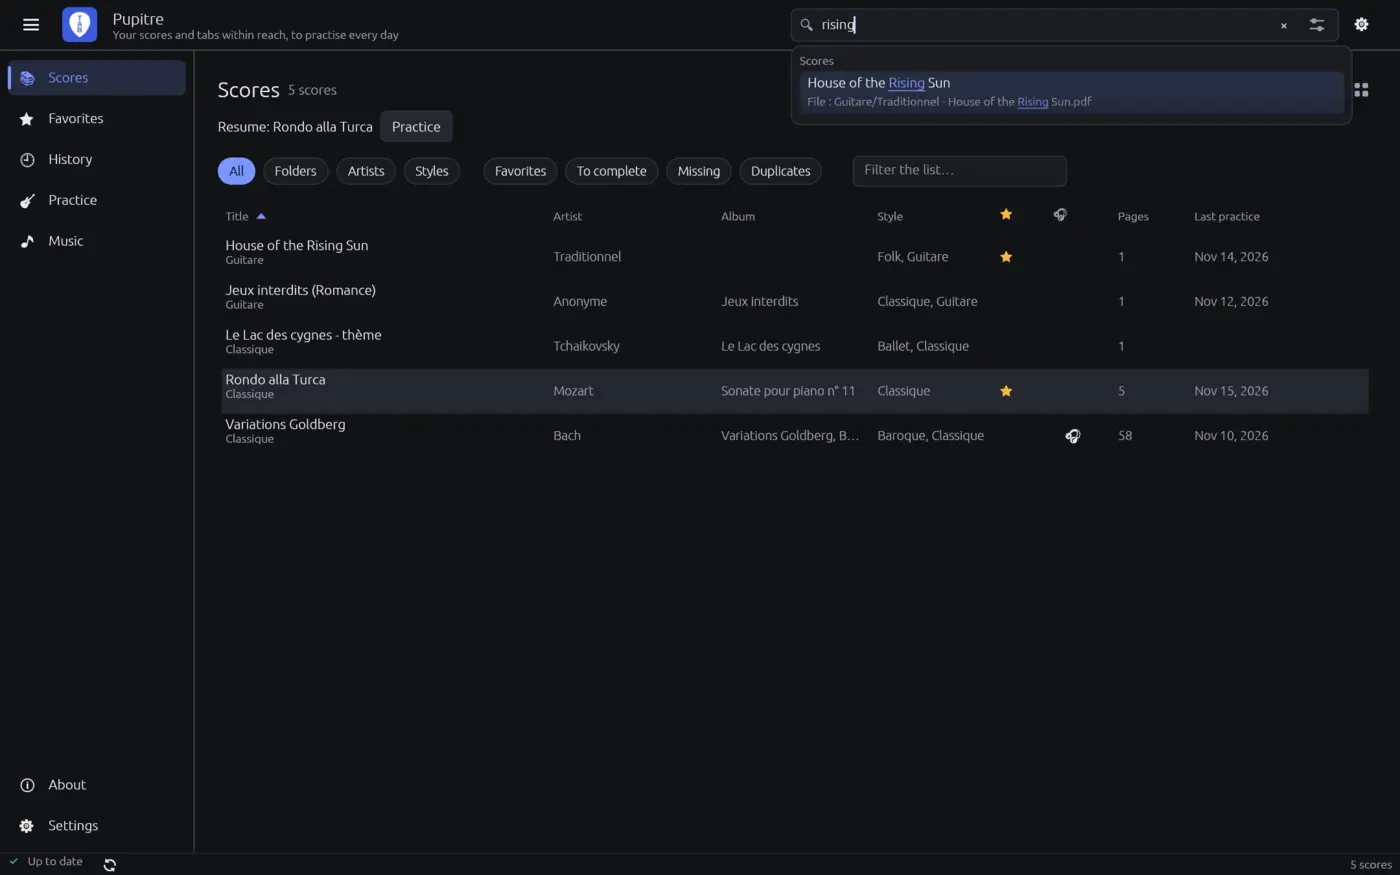 Pupitre
Your scores and tabs within reach, to practise every day
rising
Scores
House of the Rising Sun
File : Guitare/Traditionnel - House of the Rising Sun.pdf
Scores
Favorites
History
Practice
Music
About
Settings
Scores 5 scores
Resume: Rondo alla Turca Practice
All Folders Artists Styles Favorites To complete Missing Duplicates Filter the list…
Title Artist Album Style Pages Last practice
House of the Rising Sun
Guitare
Traditionnel Folk, Guitare 1 Nov 14, 2026
Jeux interdits (Romance)
Guitare
Anonyme Jeux interdits Classique, Guitare 1 Nov 12, 2026
Le Lac des cygnes - thème
Classique
Tchaikovsky Le Lac des cygnes Ballet, Classique 1
Rondo alla Turca
Classique
Mozart Sonate pour piano n° 11 Classique 5 Nov 15, 2026
Variations Goldberg
Classique
Bach Variations Goldberg, B… Baroque, Classique 58 Nov 10, 2026
Up to date
5 scores